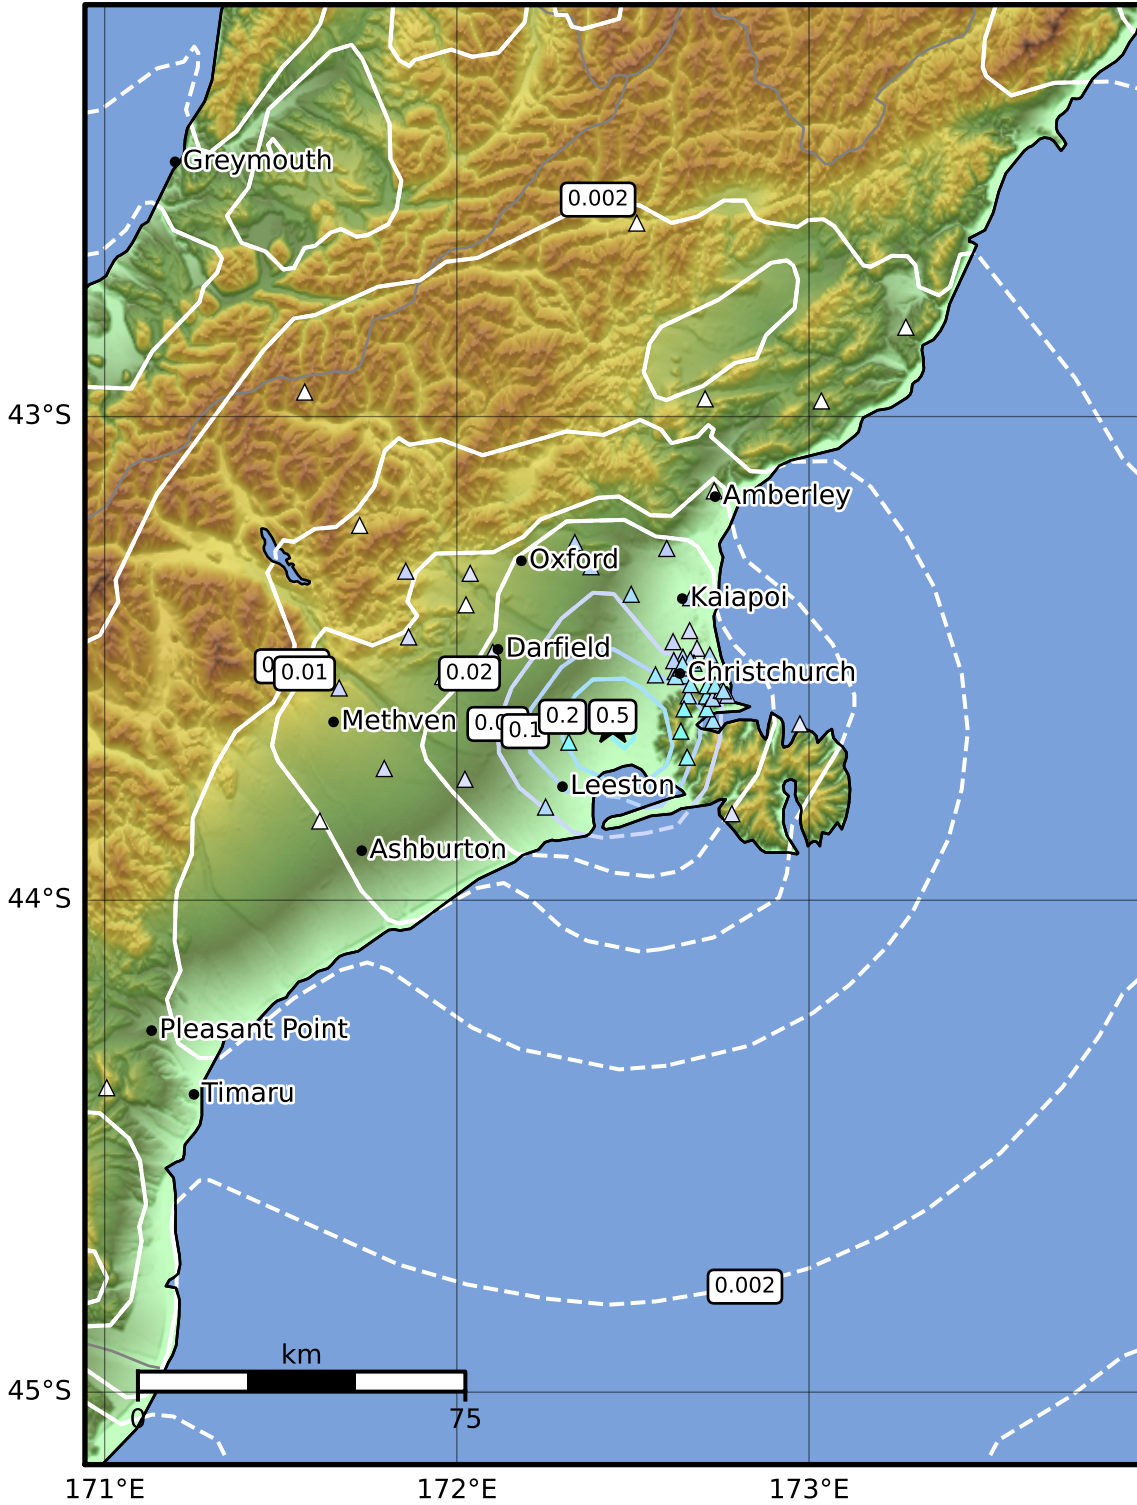 Greymouth
0.002
43°S
Amberley
Oxford
Kaiapoi
Darfield
0.01
0.02
Christchurch
Methven
0.1
0.2
0.5
Leeston
Ashburton
44°S
Pleasant Point
Timaru
0.002
km
0
75
45°S
171°E
172°E
173°E